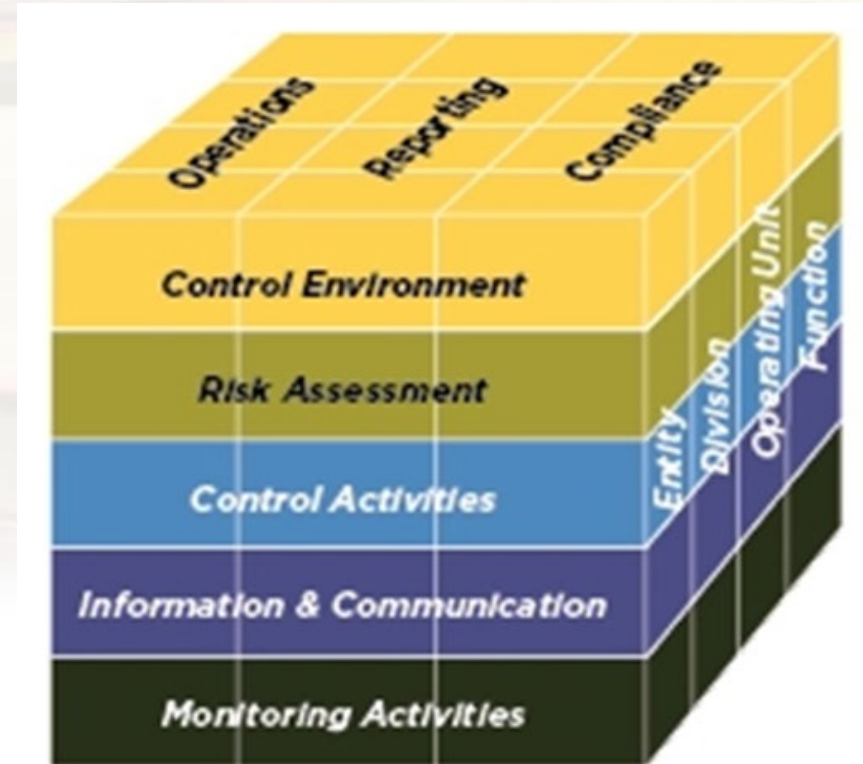 Operations
Reporting
Compliance
Control Environment
Risk Assessment
Control Activities
Information & Communication
Monitoring Activities
Entity
Division
Operating Unit
Function